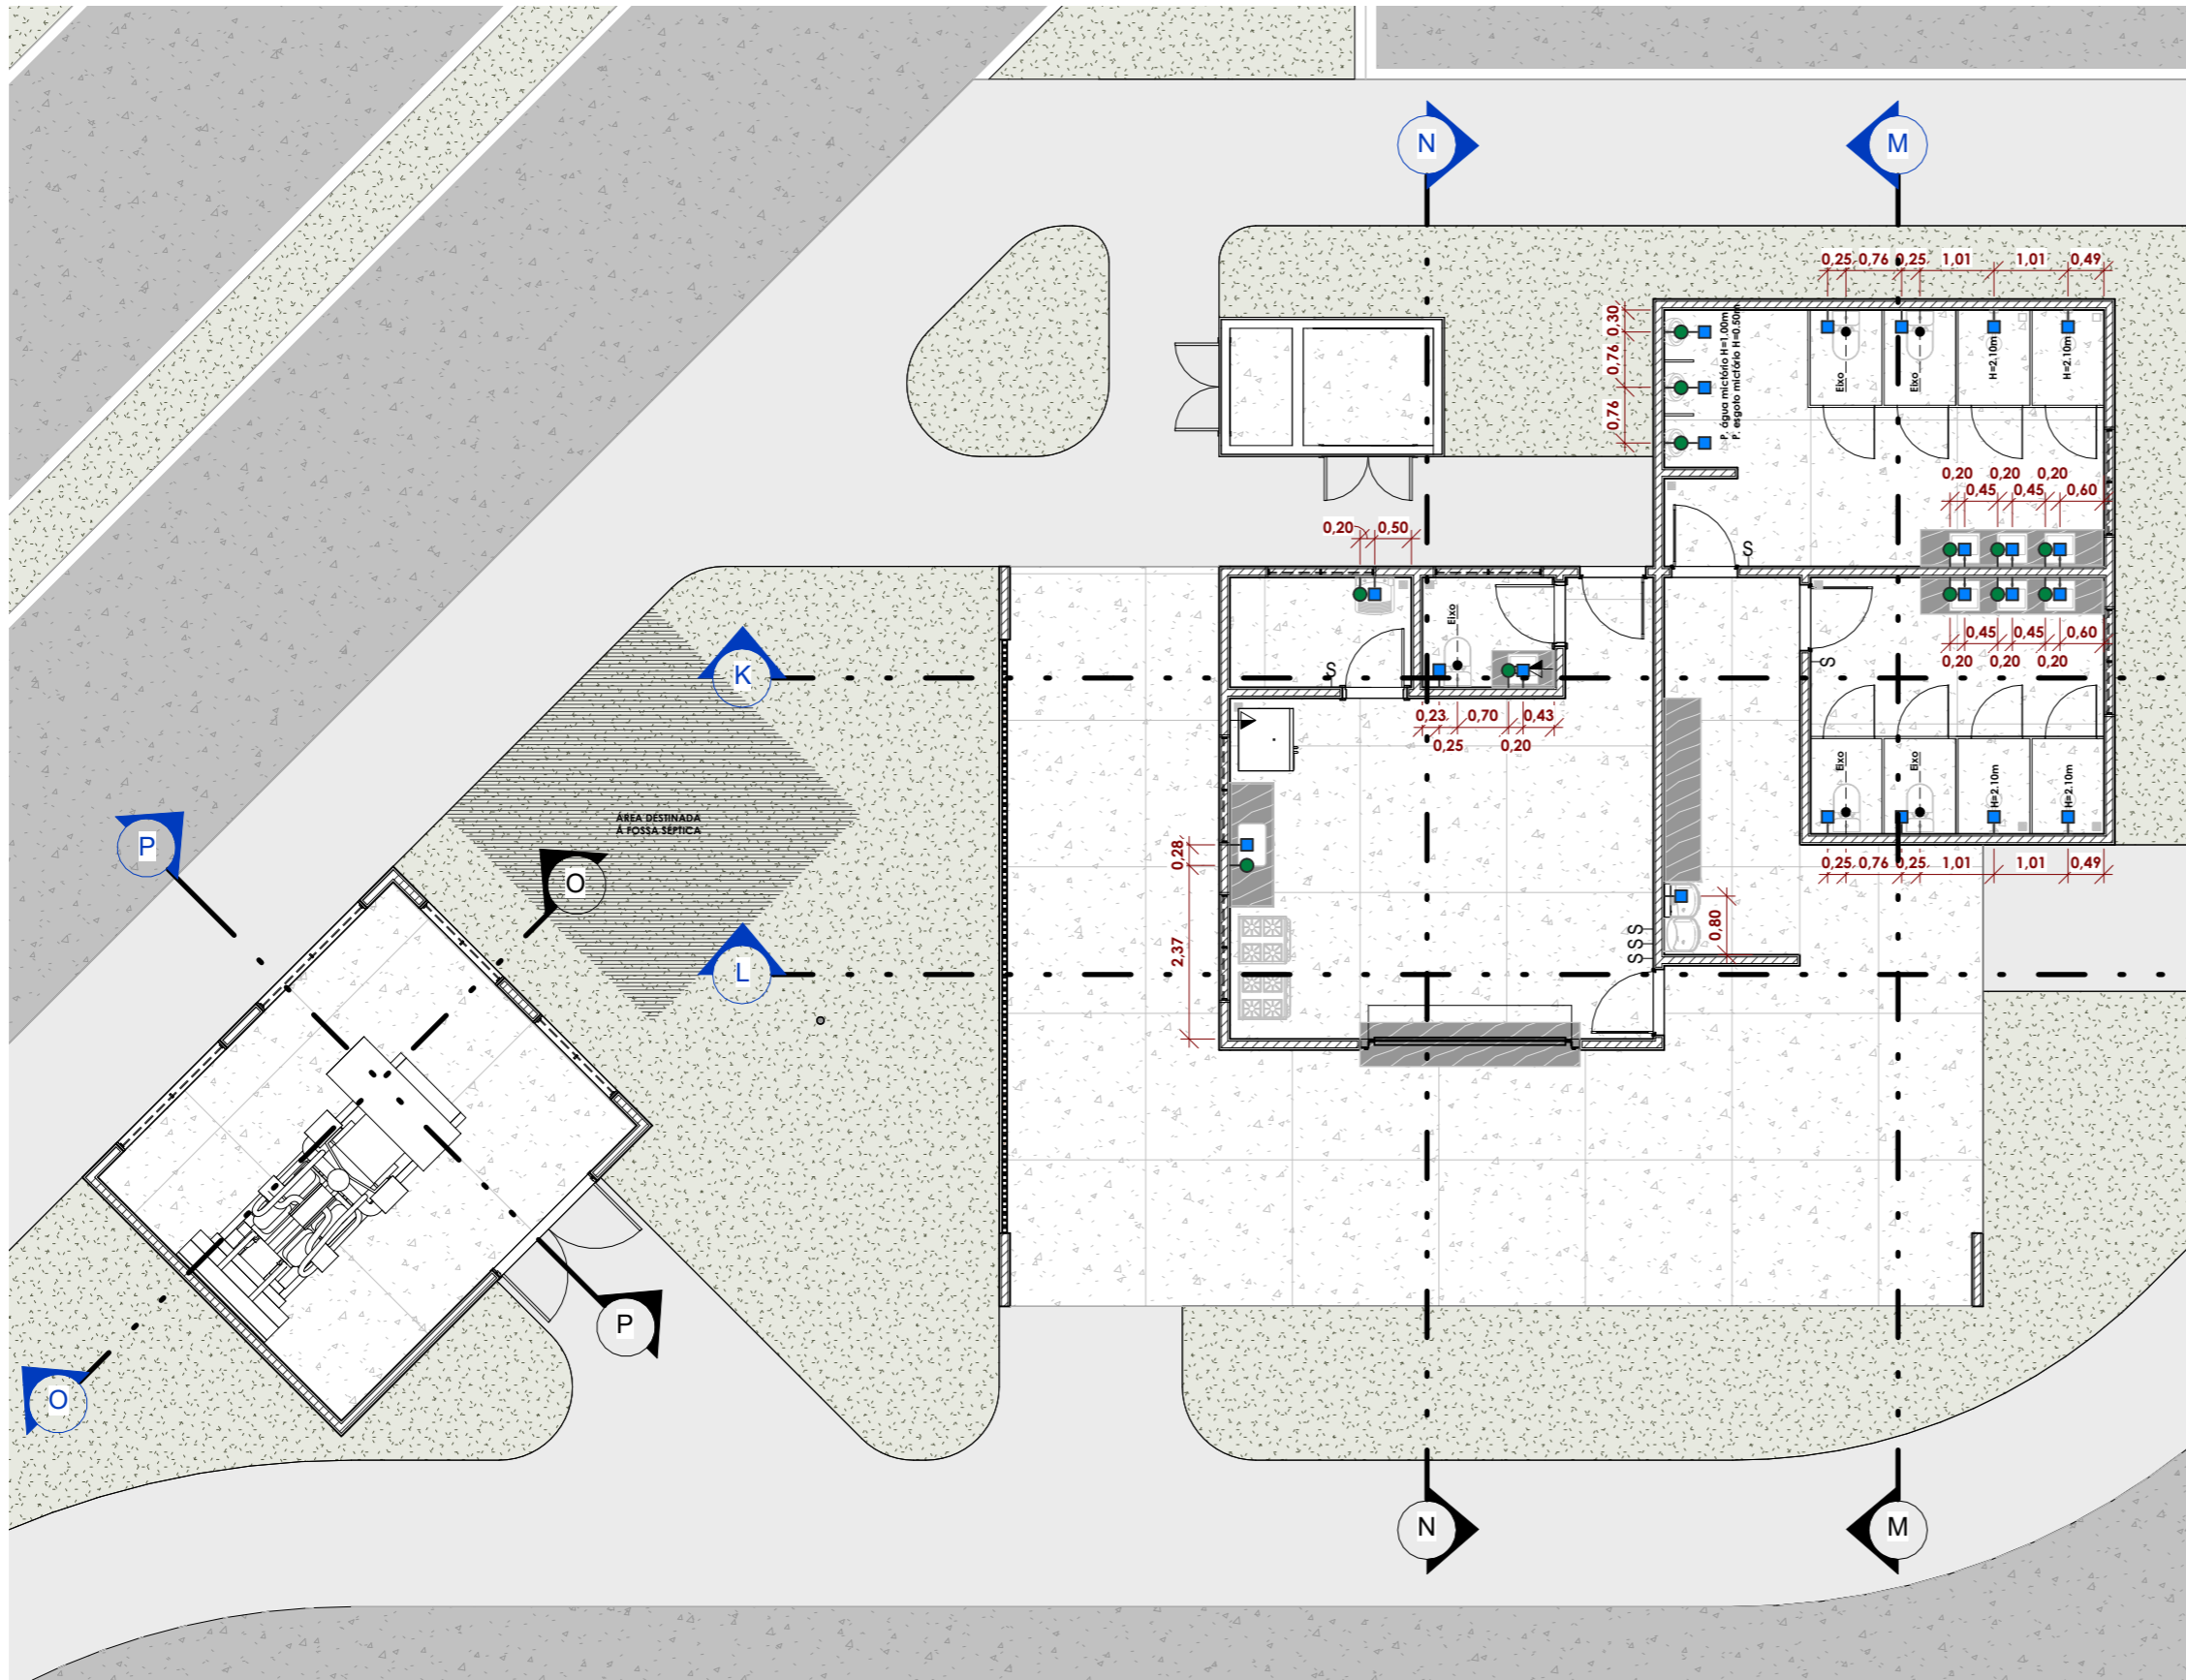 N
M
0,25 0,76 0,25 1,01 1,01 0,49
0,30
0,76
0,76
P. água mictório H=1.00m
P. esgoto mictório H=0.50m
Eixo
Eixo
H=2.10m
H=2.10m
0,20 0,20 0,20
0,45 0,45 0,60
0,20 0,50
S
Eixo
0,45 0,45 0,60
0,20 0,20 0,20
K
S
S
0,23 0,70 0,43
0,25 0,20
Eixo
Eixo
H=2.10m
H=2.10m
ÁREA DESTINADA
Á FOSSA SÉPTICA
P
0,28
0,25 0,76 0,25 1,01 1,01 0,49
O
0,80
SSS
2,37
L
P
O
N
M